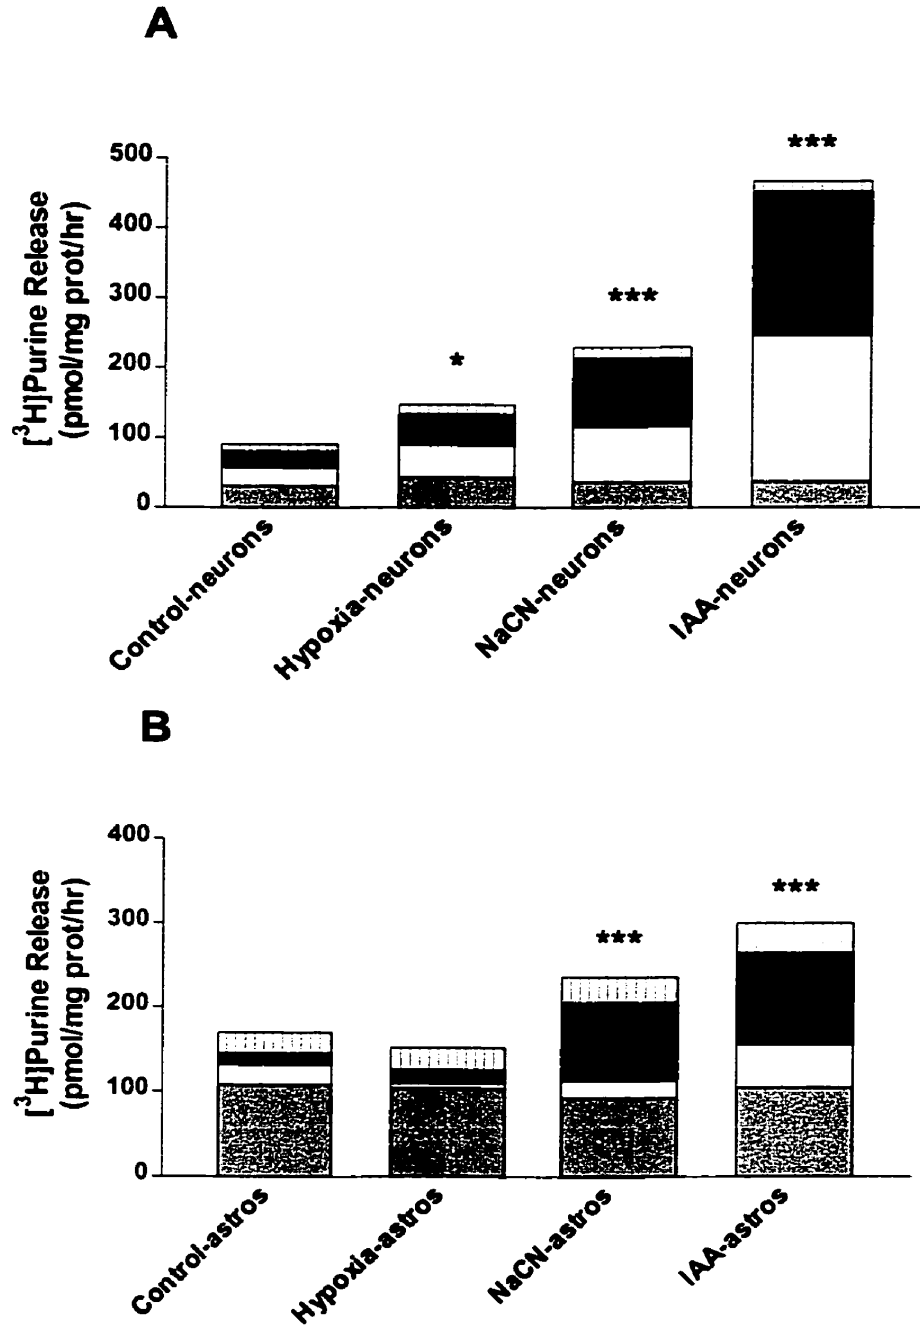 A
[³H]Purine Release
(pmol/mg prot/hr)
500
400
300
200
100
0
*
***
***
Control-neurons
Hypoxia-neurons
NaCN-neurons
IAA-neurons
B
[³H]Purine Release
(pmol/mg prot/hr)
400
300
200
100
0
***
***
Control-astros
Hypoxia-astros
NaCN-astros
IAA-astros